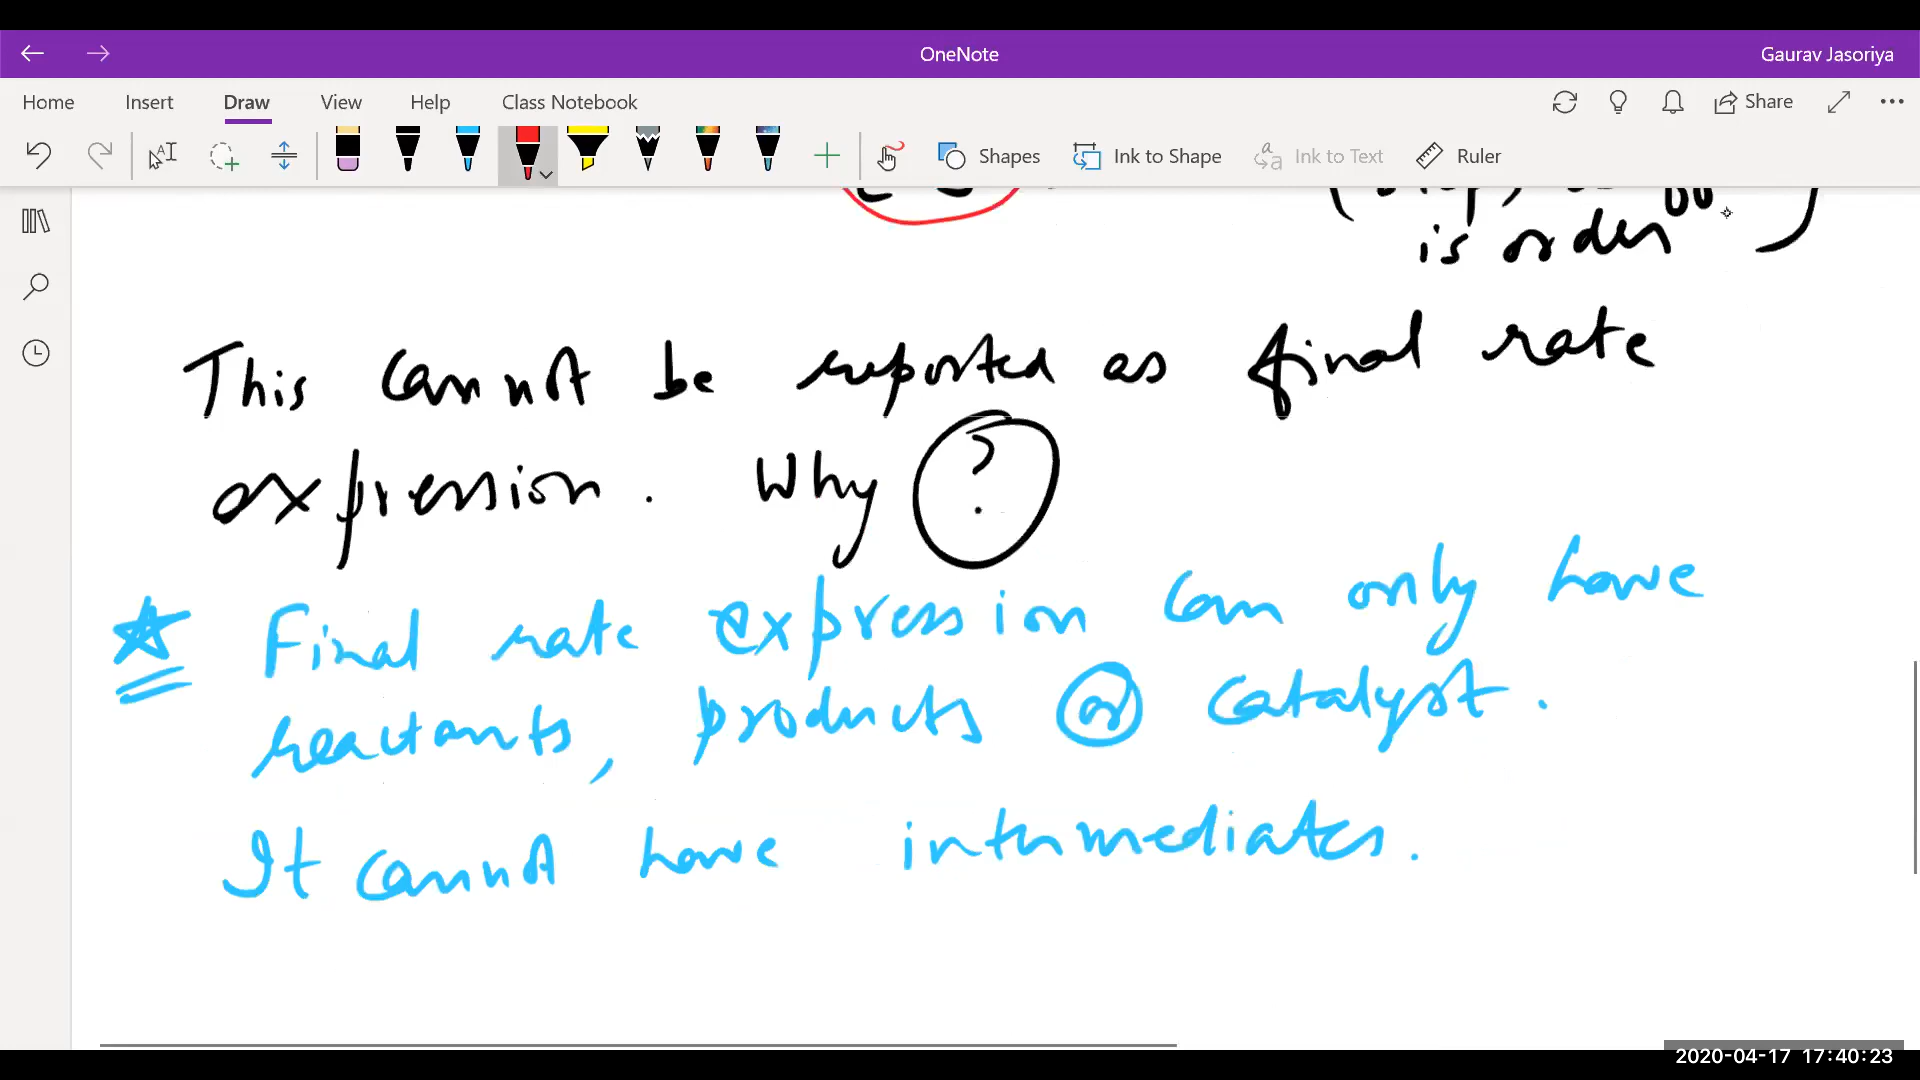 OneNote
Gaurav Jasoriya
Home Insert Draw View Help Class Notebook Share
Shapes Ink to Shape Ink to Text Ruler
is order
This cannot be reported as final rate
expression. Why ?
Final rate expression can only have
reactants, products or catalyst.
It cannot have intermediates.
2020-04-17 17:40:23